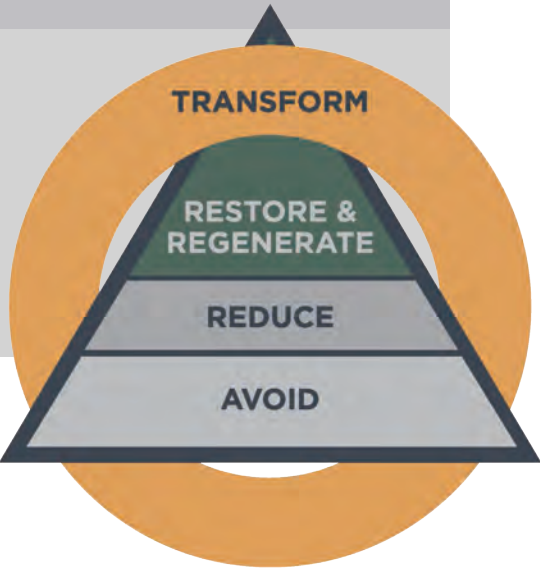 TRANSFORM
RESTORE &
REGENERATE
REDUCE
AVOID